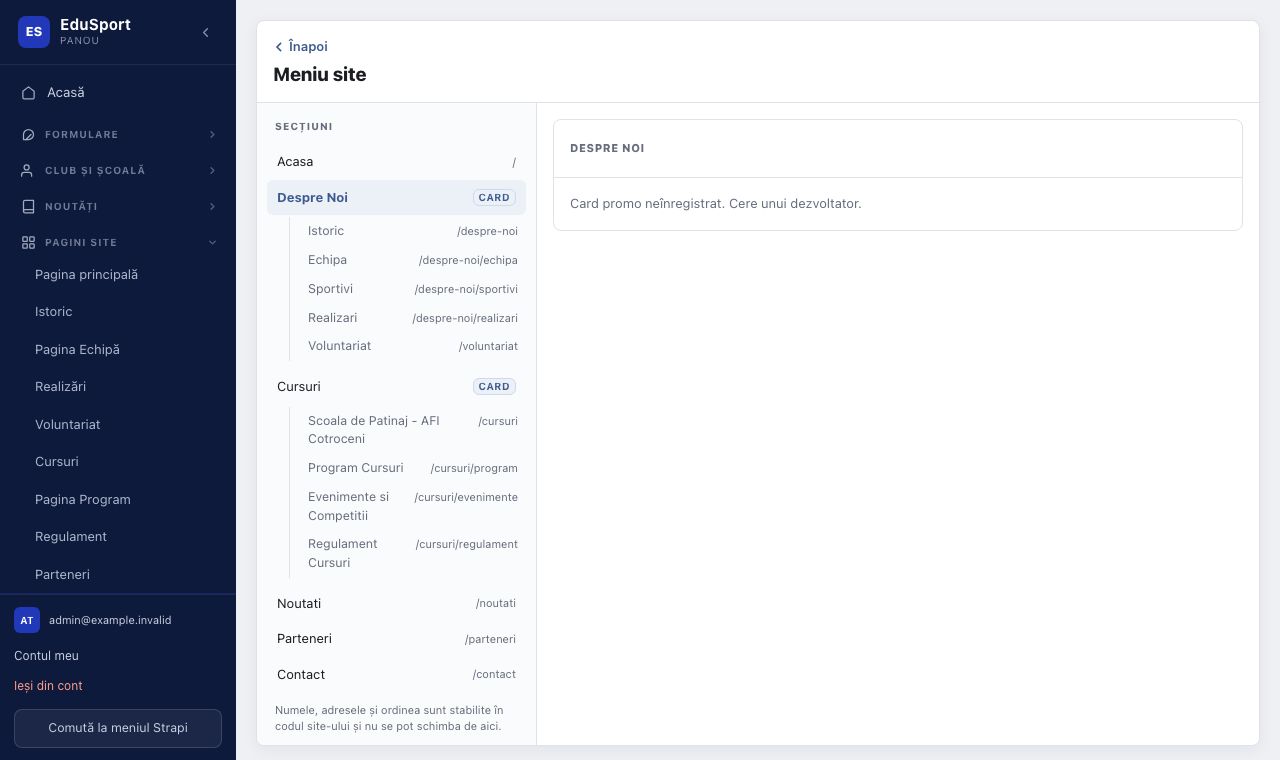 ES
EduSport
PANOU
Acasă
FORMULARE
CLUB ȘI ȘCOALĂ
NOUTĂȚI
PAGINI SITE
Pagina principală
Istoric
Pagina Echipă
Realizări
Voluntariat
Cursuri
Pagina Program
Regulament
Parteneri
AT admin@example.invalid
Contul meu
Ieși din cont
Comută la meniul Strapi
Înapoi
Meniu site
SECȚIUNI
Acasa /
Despre Noi CARD
Istoric /despre-noi
Echipa /despre-noi/echipa
Sportivi /despre-noi/sportivi
Realizari /despre-noi/realizari
Voluntariat /voluntariat
Cursuri CARD
Scoala de Patinaj - AFI /cursuri
Cotroceni
Program Cursuri /cursuri/program
Evenimente si /cursuri/evenimente
Competitii
Regulament /cursuri/regulament
Cursuri
Noutati /noutati
Parteneri /parteneri
Contact /contact
Numele, adresele și ordinea sunt stabilite în
codul site-ului și nu se pot schimba de aici.
DESPRE NOI
Card promo neînregistrat. Cere unui dezvoltator.